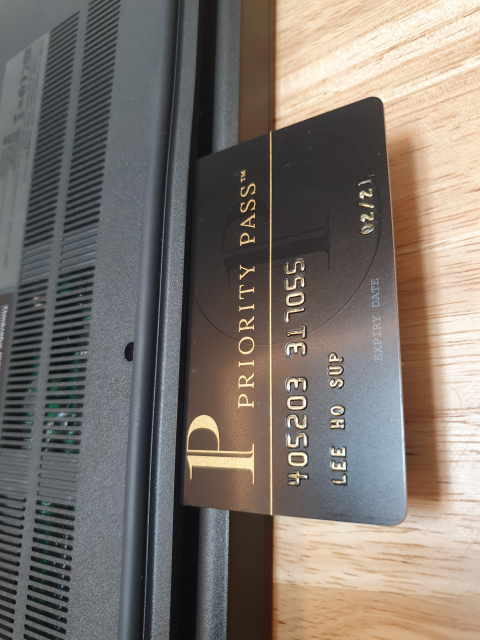 P
PRIORITY PASS™
405203 317055
LEE HO SUP
EXPIRY DATE
02/21